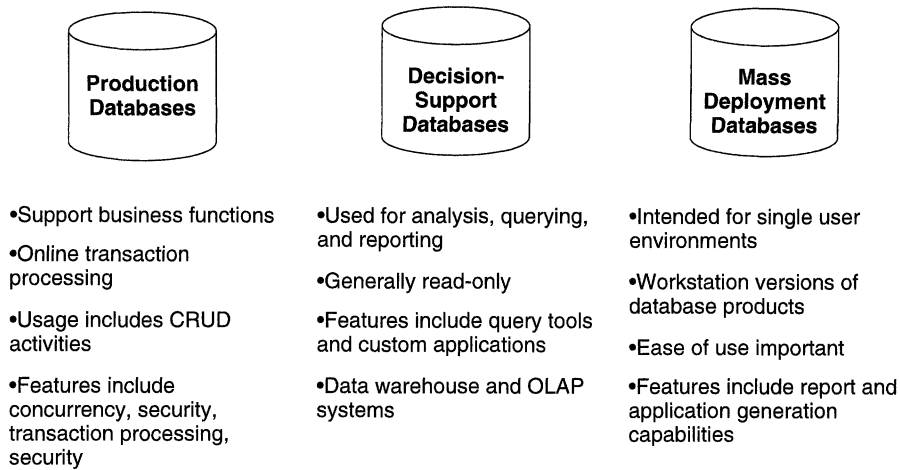 Production
Databases
Decision-
Support
Databases
Mass
Deployment
Databases
•Support business functions
•Online transaction
processing
•Usage includes CRUD
activities
•Features include
concurrency, security,
transaction processing,
security
•Used for analysis, querying,
and reporting
•Generally read-only
•Features include query tools
and custom applications
•Data warehouse and OLAP
systems
•Intended for single user
environments
•Workstation versions of
database products
•Ease of use important
•Features include report and
application generation
capabilities